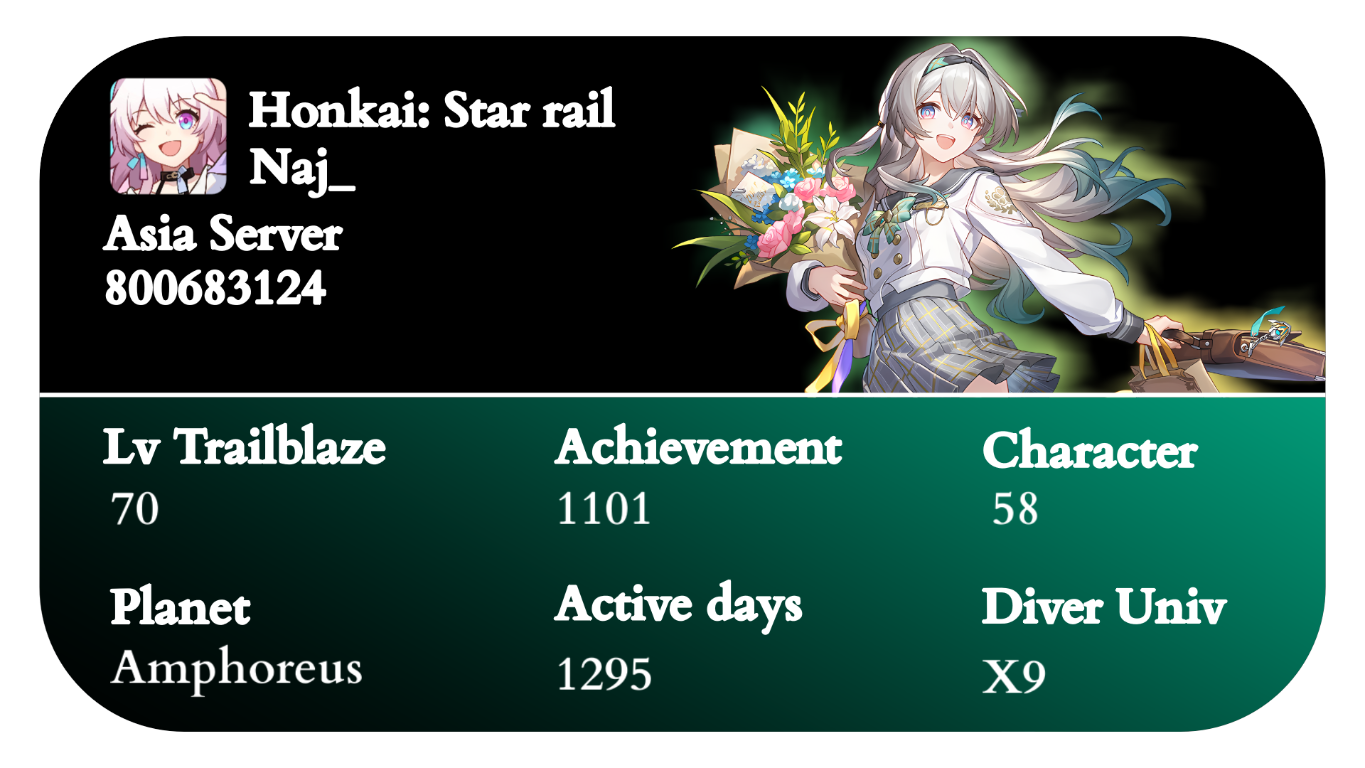 Honkai: Star rail
Naj_
Asia Server
800683124
Lv Trailblaze
70
Achievement
1101
Character
58
Planet
Amphoreus
Active days
1295
Diver Univ
X9